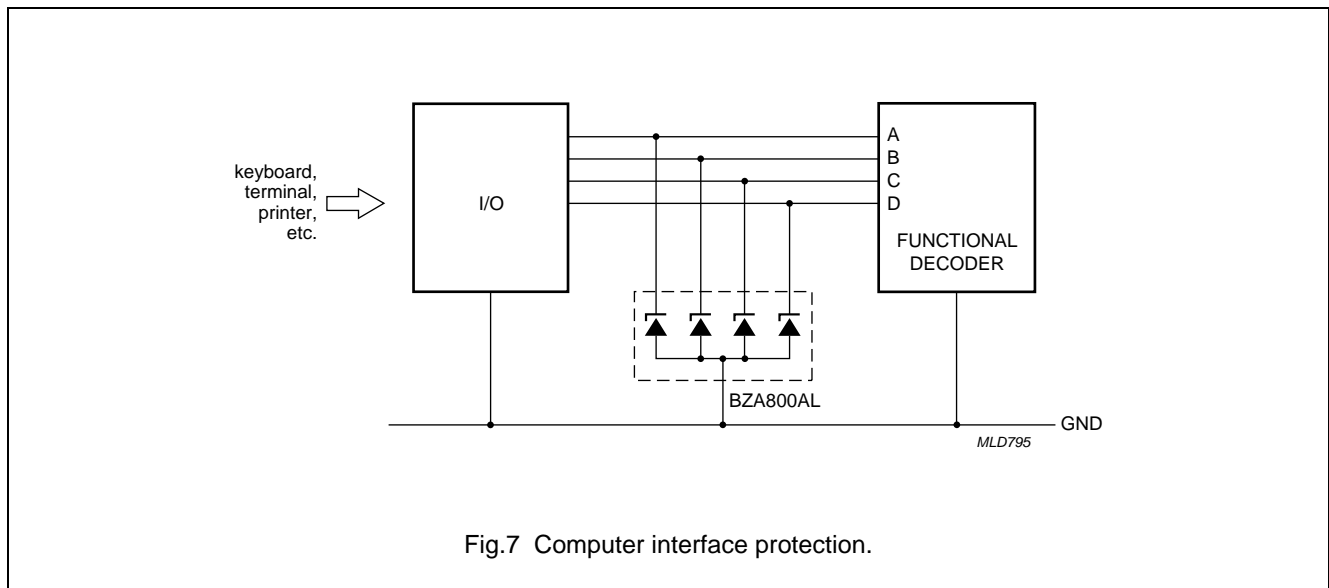 keyboard,
terminal,
printer,
etc.
I/O
A
B
C
D
FUNCTIONAL
DECODER
BZA800AL
GND
MLD795
Fig.7 Computer interface protection.